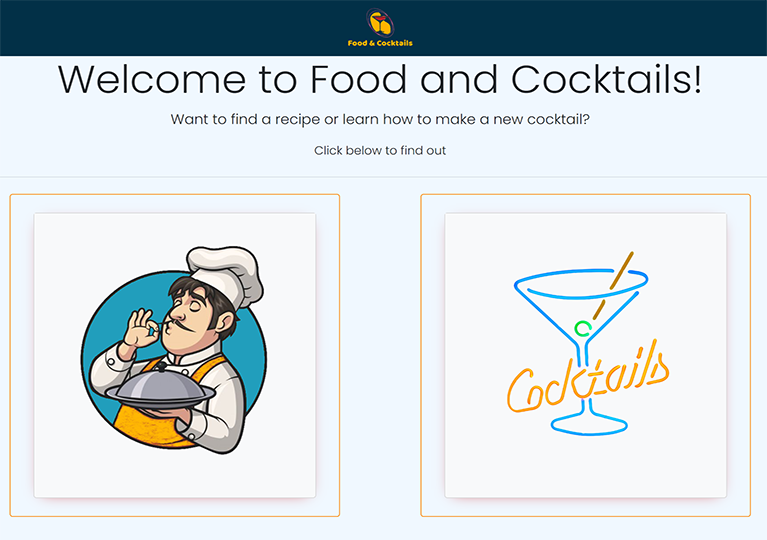 Food & Cocktails
Welcome to Food and Cocktails!
Want to find a recipe or learn how to make a new cocktail?
Click below to find out
Cocktails